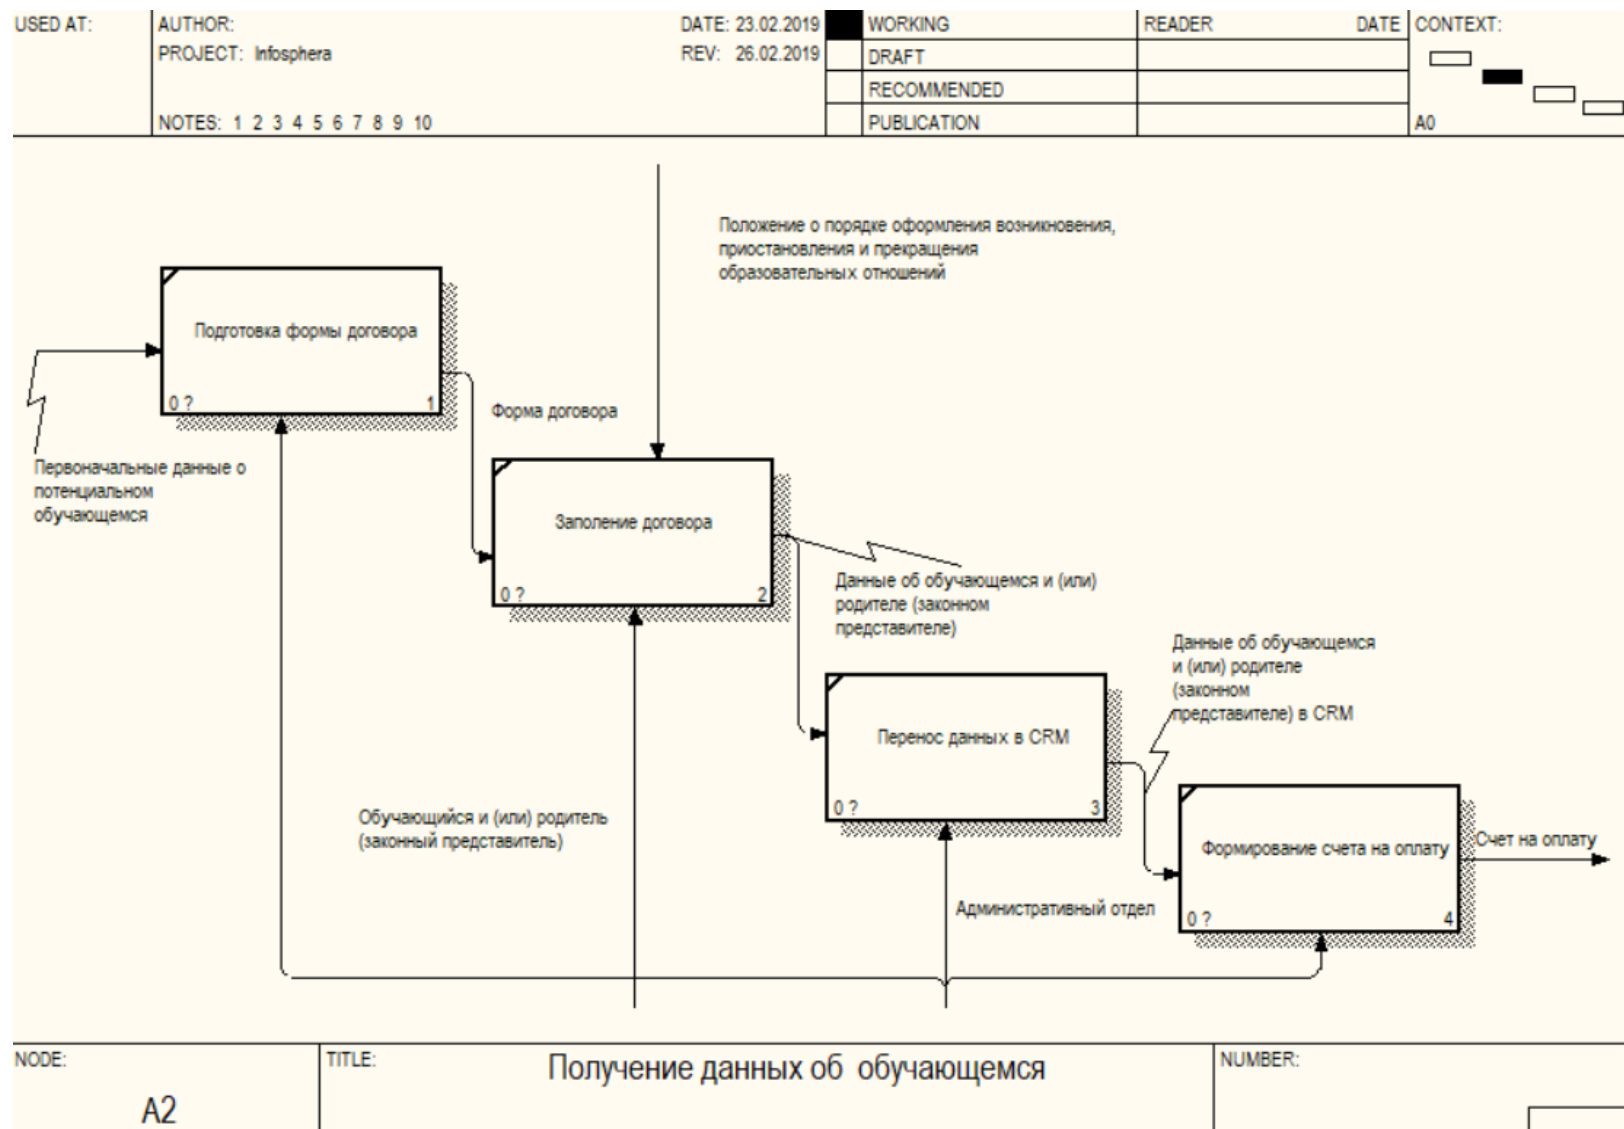 USED AT:
AUTHOR:
DATE: 23.02.2019
WORKING
READER
DATE
CONTEXT:
PROJECT: Infosphera
REV: 26.02.2019
DRAFT
RECOMMENDED
NOTES: 1 2 3 4 5 6 7 8 9 10
PUBLICATION
A0
Положение о порядке оформления возникновения,
приостановления и прекращения
образовательных отношений
Подготовка формы договора
0 ?
1
Форма договора
Первоначальные данные о
потенциальном
обучающемся
Заполение договора
0 ?
2
Данные об обучающемся и (или)
родителе (законном
представителе)
Данные об обучающемся
и (или) родителе
(законном
представителе) в CRM
Перенос данных в CRM
0 ?
3
Обучающийся и (или) родитель
(законный представитель)
Формирование счета на оплату
0 ?
4
Счет на оплату
Административный отдел
NODE:
A2
TITLE:
Получение данных об обучающемся
NUMBER: